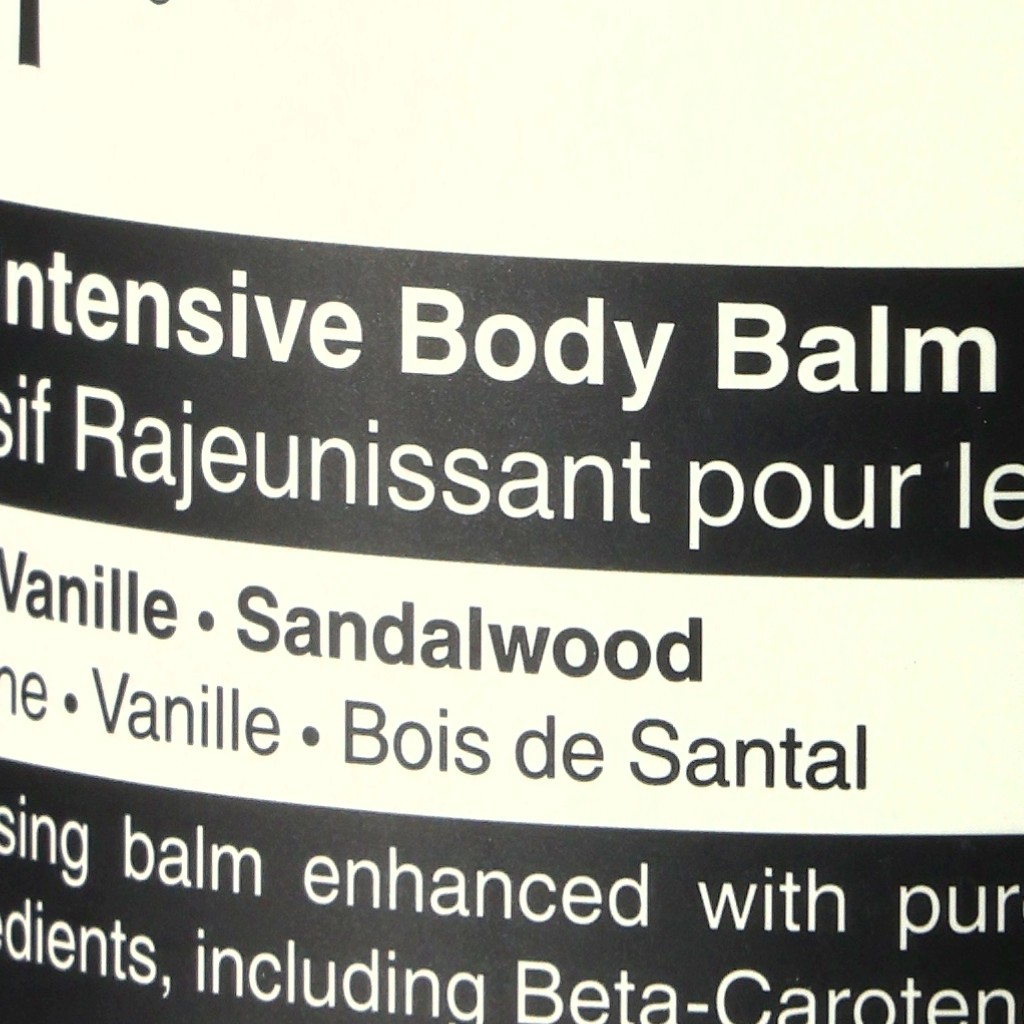 ntensive Body Balm
sif Rajeunissant pour le
Vanille • Sandalwood
me • Vanille • Bois de Santal
sing balm enhanced with pur
edients, including Beta-Caroten